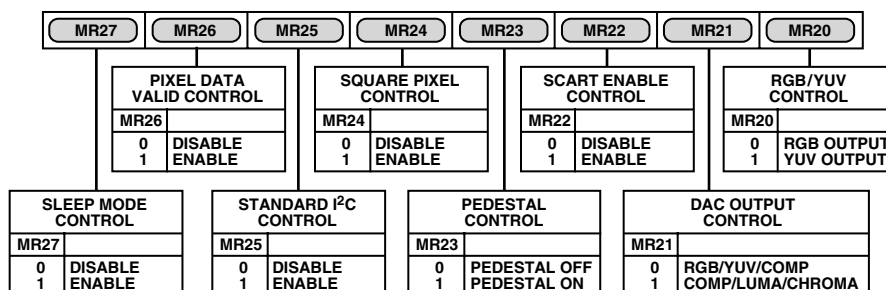 MR27 MR26 MR25 MR24 MR23 MR22 MR21 MR20
PIXEL DATA
VALID CONTROL
MR26
0 DISABLE
1 ENABLE
SQUARE PIXEL
CONTROL
MR24
0 DISABLE
1 ENABLE
SCART ENABLE
CONTROL
MR22
0 DISABLE
1 ENABLE
RGB/YUV
CONTROL
MR20
0 RGB OUTPUT
1 YUV OUTPUT
SLEEP MODE
CONTROL
MR27
0 DISABLE
1 ENABLE
STANDARD I²C
CONTROL
MR25
0 DISABLE
1 ENABLE
PEDESTAL
CONTROL
MR23
0 PEDESTAL OFF
1 PEDESTAL ON
DAC OUTPUT
CONTROL
MR21
0 RGB/YUV/COMP
1 COMP/LUMA/CHROMA